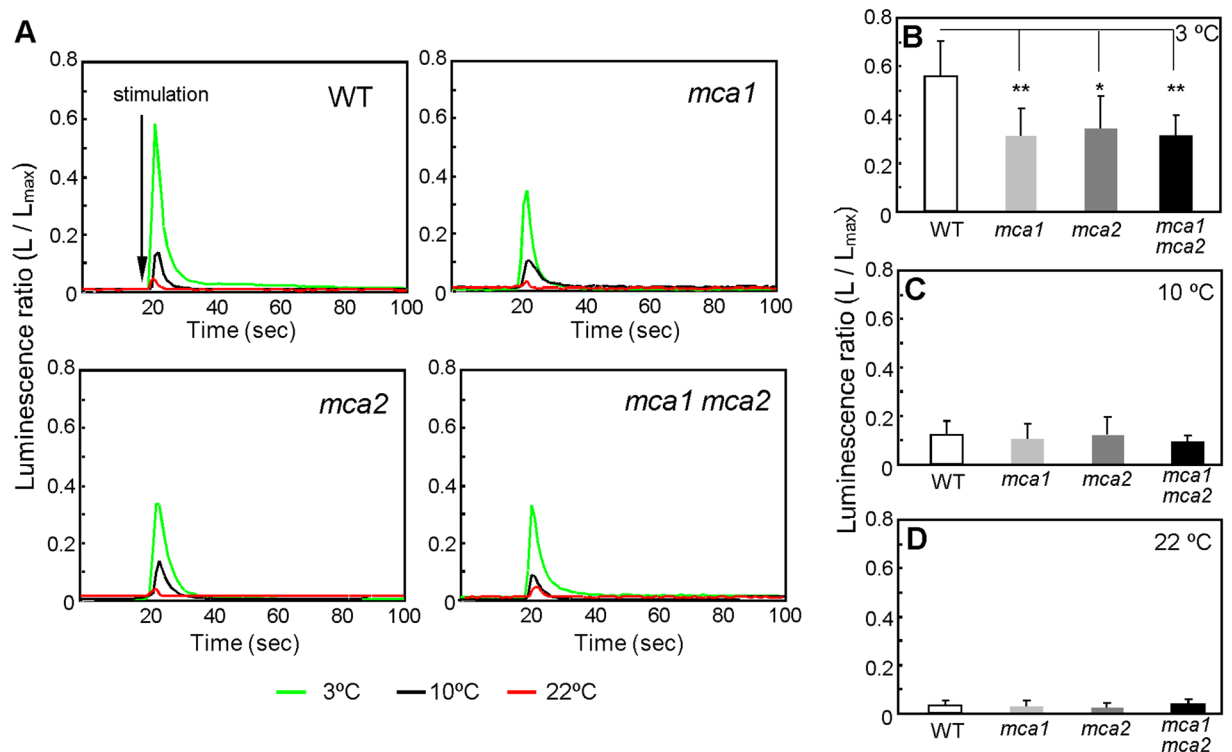 A
Luminescence ratio (L / Lmax)
0.8
0.6
0.4
0.2
0
stimulation
WT
20 40 60 80 100
Time (sec)
0.8
0.6
0.4
0.2
0
mca1
20 40 60 80 100
Time (sec)
0.8
0.6
0.4
0.2
0
mca2
20 40 60 80 100
Time (sec)
0.8
0.6
0.4
0.2
0
mca1 mca2
20 40 60 80 100
Time (sec)
3ºC 10ºC 22ºC
Luminescence ratio (L / Lmax)
B
3 ºC
0.8
0.6
0.4
0.2
0
** * **
WT mca1 mca2 mca1
mca2
C
10 ºC
0.8
0.6
0.4
0.2
0
WT mca1 mca2 mca1
mca2
D
22 ºC
0.8
0.6
0.4
0.2
0
WT mca1 mca2 mca1
mca2